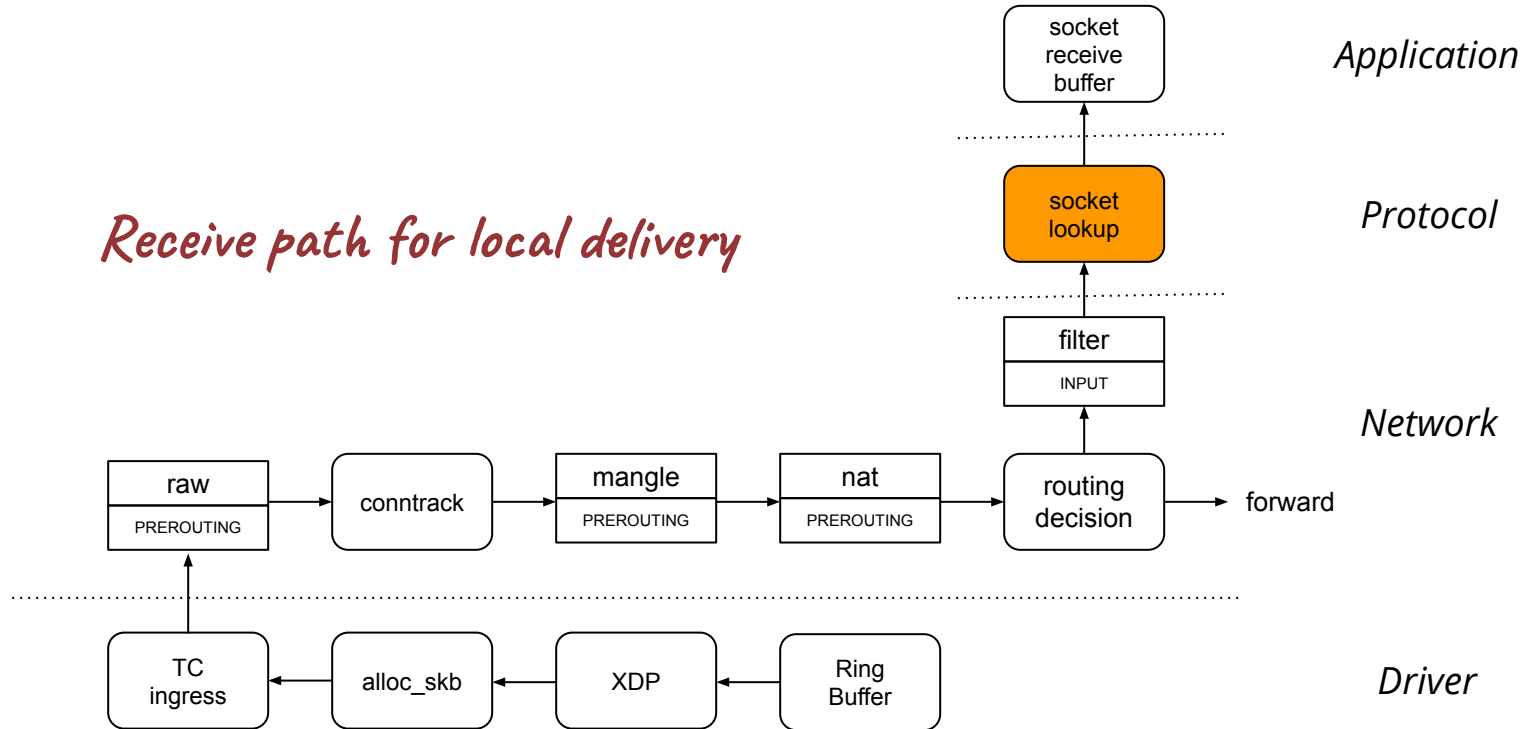 socket
receive
buffer
Application
socket
lookup
Protocol
Receive path for local delivery
filter
INPUT
Network
raw
PREROUTING
conntrack
mangle
PREROUTING
nat
PREROUTING
routing
decision
forward
TC
ingress
alloc_skb
XDP
Ring
Buffer
Driver